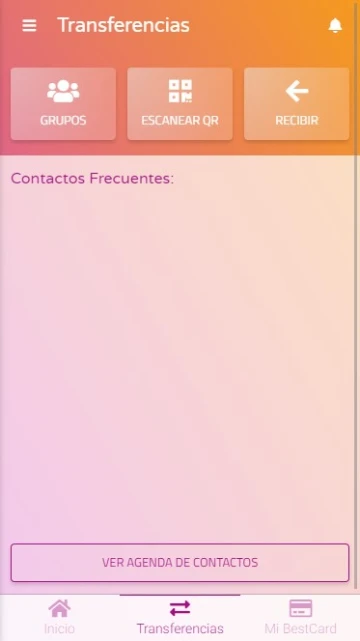 Transferencias
GRUPOS
ESCANEAR QR
RECIBIR
Contactos Frecuentes:
VER AGENDA DE CONTACTOS
Inicio
Transferencias
Mi BestCard